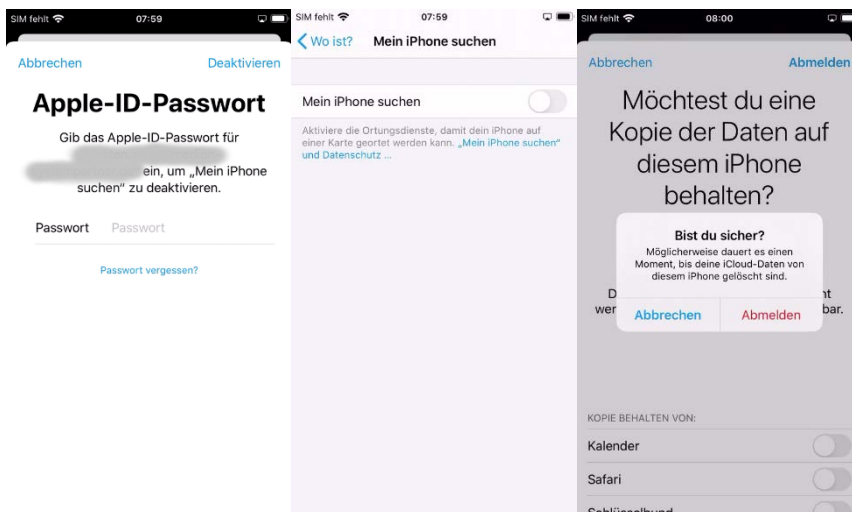 SIM fehlt
07:59
Abbrechen
Deaktivieren
Apple-ID-Passwort
Gib das Apple-ID-Passwort für
ein, um „Mein iPhone
suchen“ zu deaktivieren.
Passwort Passwort
Passwort vergessen?
SIM fehlt
07:59
Wo ist?
Mein iPhone suchen
Mein iPhone suchen
Aktiviere die Ortungsdienste, damit dein iPhone auf
einer Karte geortet werden kann. „Mein iPhone suchen“
und Datenschutz ...
SIM fehlt
08:00
Abbrechen
Abmelden
Möchtest du eine
Kopie der Daten auf
diesem iPhone
behalten?
Bist du sicher?
Möglicherweise dauert es einen
Moment, bis deine iCloud-Daten von
diesem iPhone gelöscht sind.
Abbrechen
Abmelden
KOPIE BEHALTEN VON:
Kalender
Safari